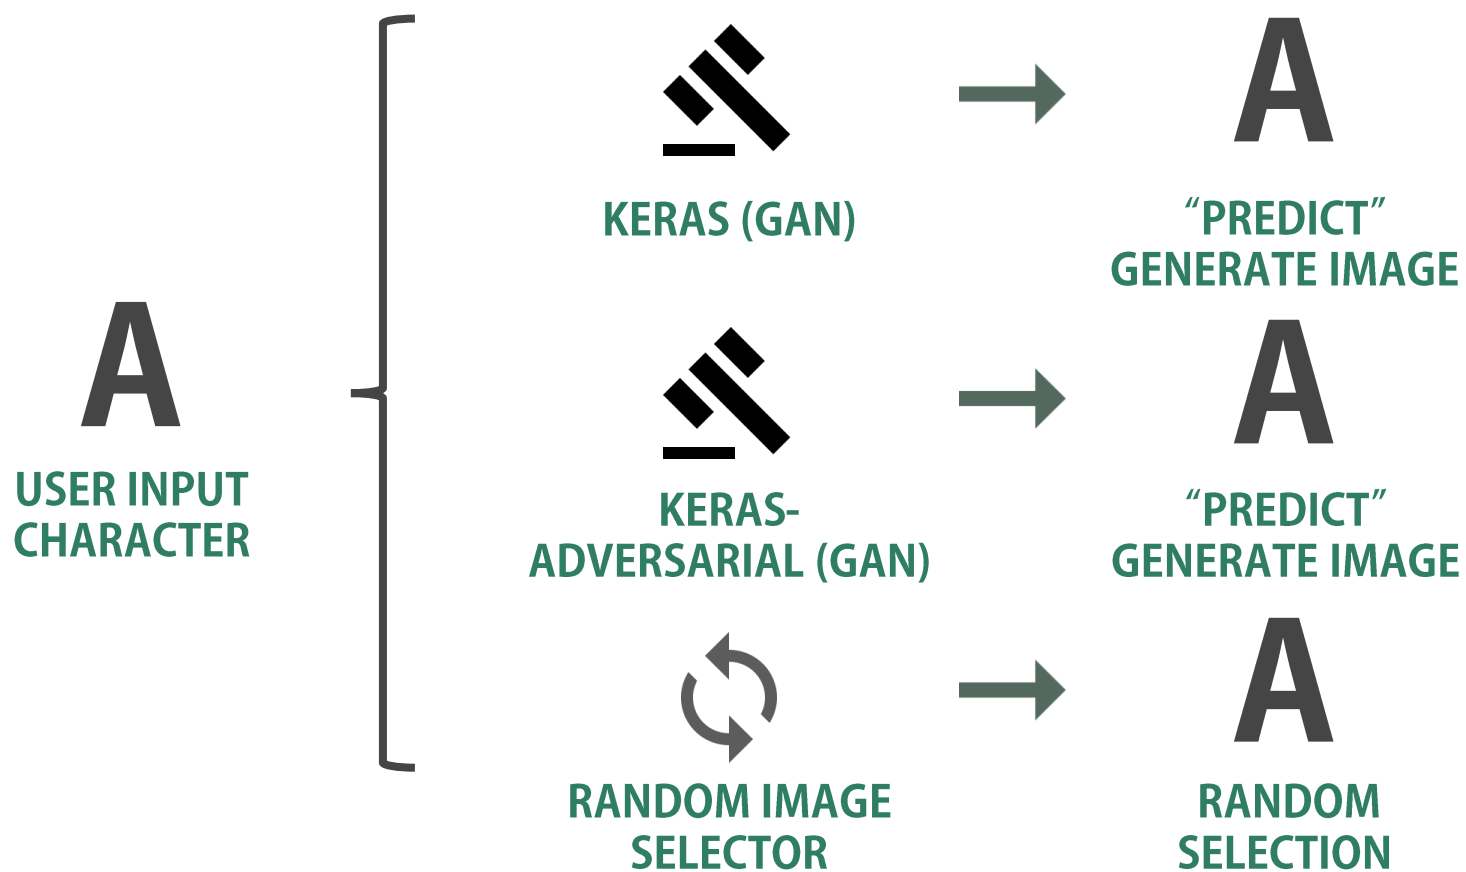 A
USER INPUT
CHARACTER
KERAS (GAN)
A
“PREDICT”
GENERATE IMAGE
KERAS-
ADVERSARIAL (GAN)
A
“PREDICT”
GENERATE IMAGE
RANDOM IMAGE
SELECTOR
A
RANDOM
SELECTION